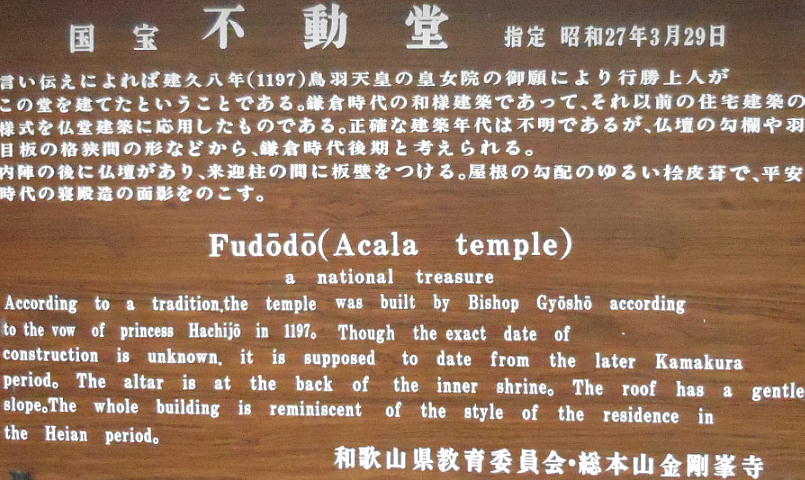 国宝 不動堂 指定 昭和27年3月29日
言い伝えによれば建久八年(1197)鳥羽天皇の皇女院の御願により行勝上人が
この堂を建てたということである。鎌倉時代の和様建築であって、それ以前の住宅建築の
様式を仏堂建築に応用したものである。正確な建築年代は不明であるが、仏壇の勾欄や羽
目板の格狭間の形などから、鎌倉時代後期と考えられる。
内陣の後に仏壇があり、来迎柱の間に板壁をつける。屋根の勾配のゆるい桧皮葺で、平安
時代の寝殿造の面影をのこす。
Fudōdō(Acala temple)
a national treasure
According to a tradition,the temple was built by Bishop Gyōshō according
to the vow of princess Hachijō in 1197。 Though the exact date of
construction is unknown, it is supposed to date from the later Kamakura
period。 The altar is at the back of the inner shrine。 The roof has a gentle
slope。The whole building is reminiscent of the style of the residence in
the Heian period。
和歌山県教育委員会・総本山金剛峯寺